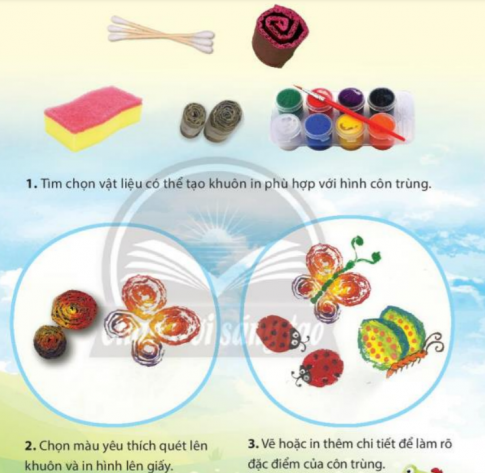 1. Tìm chọn vật liệu có thể tạo khuôn in phù hợp với hình côn trùng.
sáng tạo
2. Chọn màu yêu thích quét lên
khuôn và in hình lên giấy.
3. Vẽ hoặc in thêm chi tiết để làm rõ
đặc điểm của côn trùng.